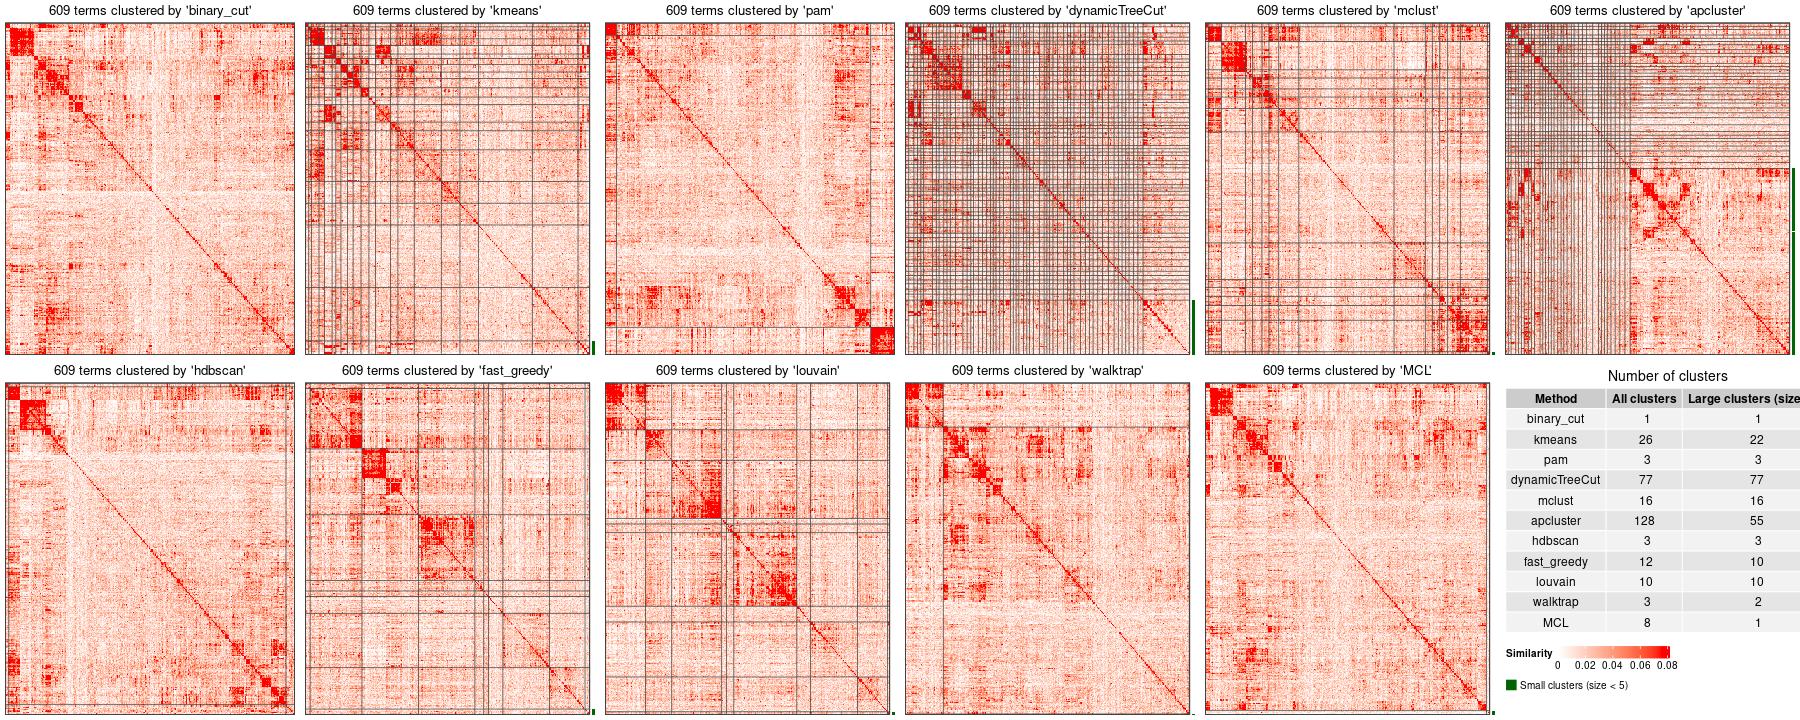 609 terms clustered by 'binary_cut'
609 terms clustered by 'kmeans'
609 terms clustered by 'pam'
609 terms clustered by 'dynamicTreeCut'
609 terms clustered by 'mclust'
609 terms clustered by 'apcluster'
609 terms clustered by 'hdbscan'
609 terms clustered by 'fast_greedy'
609 terms clustered by 'louvain'
609 terms clustered by 'walktrap'
609 terms clustered by 'MCL'
Number of clusters
Method All clusters Large clusters (size
binary_cut 1 1
kmeans 26 22
pam 3 3
dynamicTreeCut 77 77
mclust 16 16
apcluster 128 55
hdbscan 3 3
fast_greedy 12 10
louvain 10 10
walktrap 3 2
MCL 8 1
Similarity
0 0.02 0.04 0.06 0.08
Small clusters (size < 5)